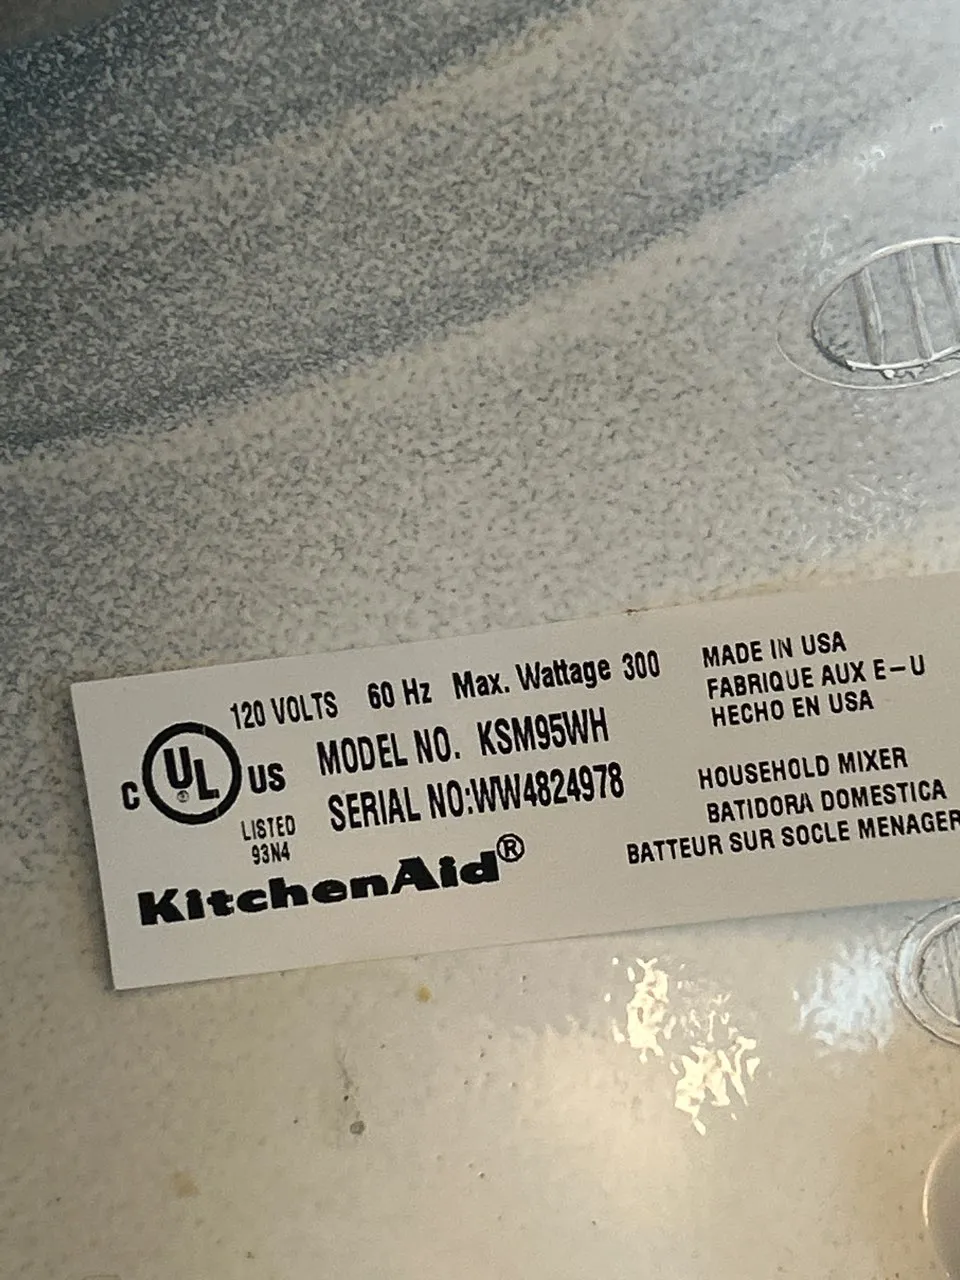 120 VOLTS 60 Hz Max. Wattage 300
MODEL NO. KSM95WH
SERIAL NO:WW4824978
C UL ® US
LISTED
93N4
KitchenAid®
MADE IN USA
FABRIQUE AUX E-U
HECHO EN USA
HOUSEHOLD MIXER
BATIDORA DOMESTICA
BATTEUR SUR SOCLE MENAGER